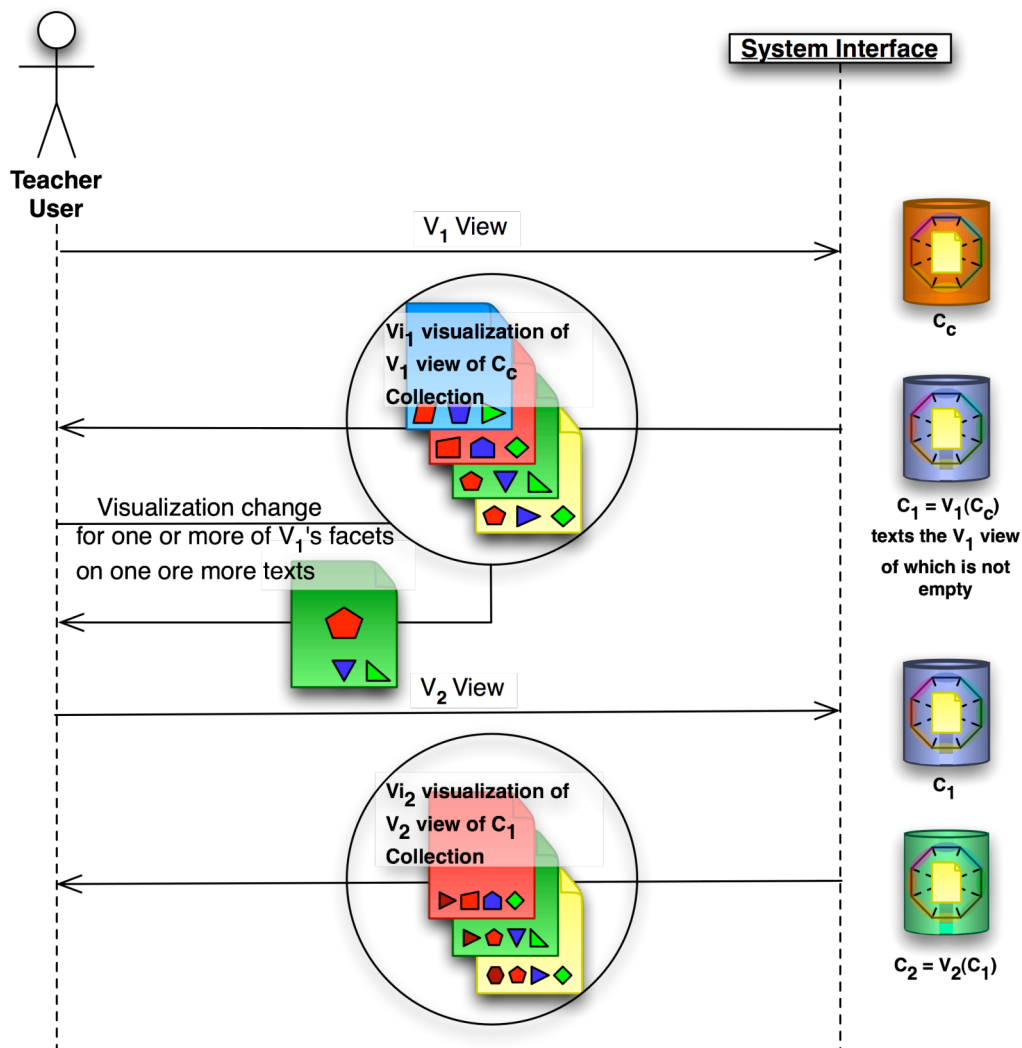 System Interface
Teacher
User
V1 View
Cc
Vi1 visualization of
V1 view of Cc
Collection
C1 = V1(Cc)
texts the V1 view
of which is not
empty
Visualization change
for one or more of V1's facets
on one ore more texts
V2 View
C1
Vi2 visualization of
V2 view of C1
Collection
C2 = V2(C1)